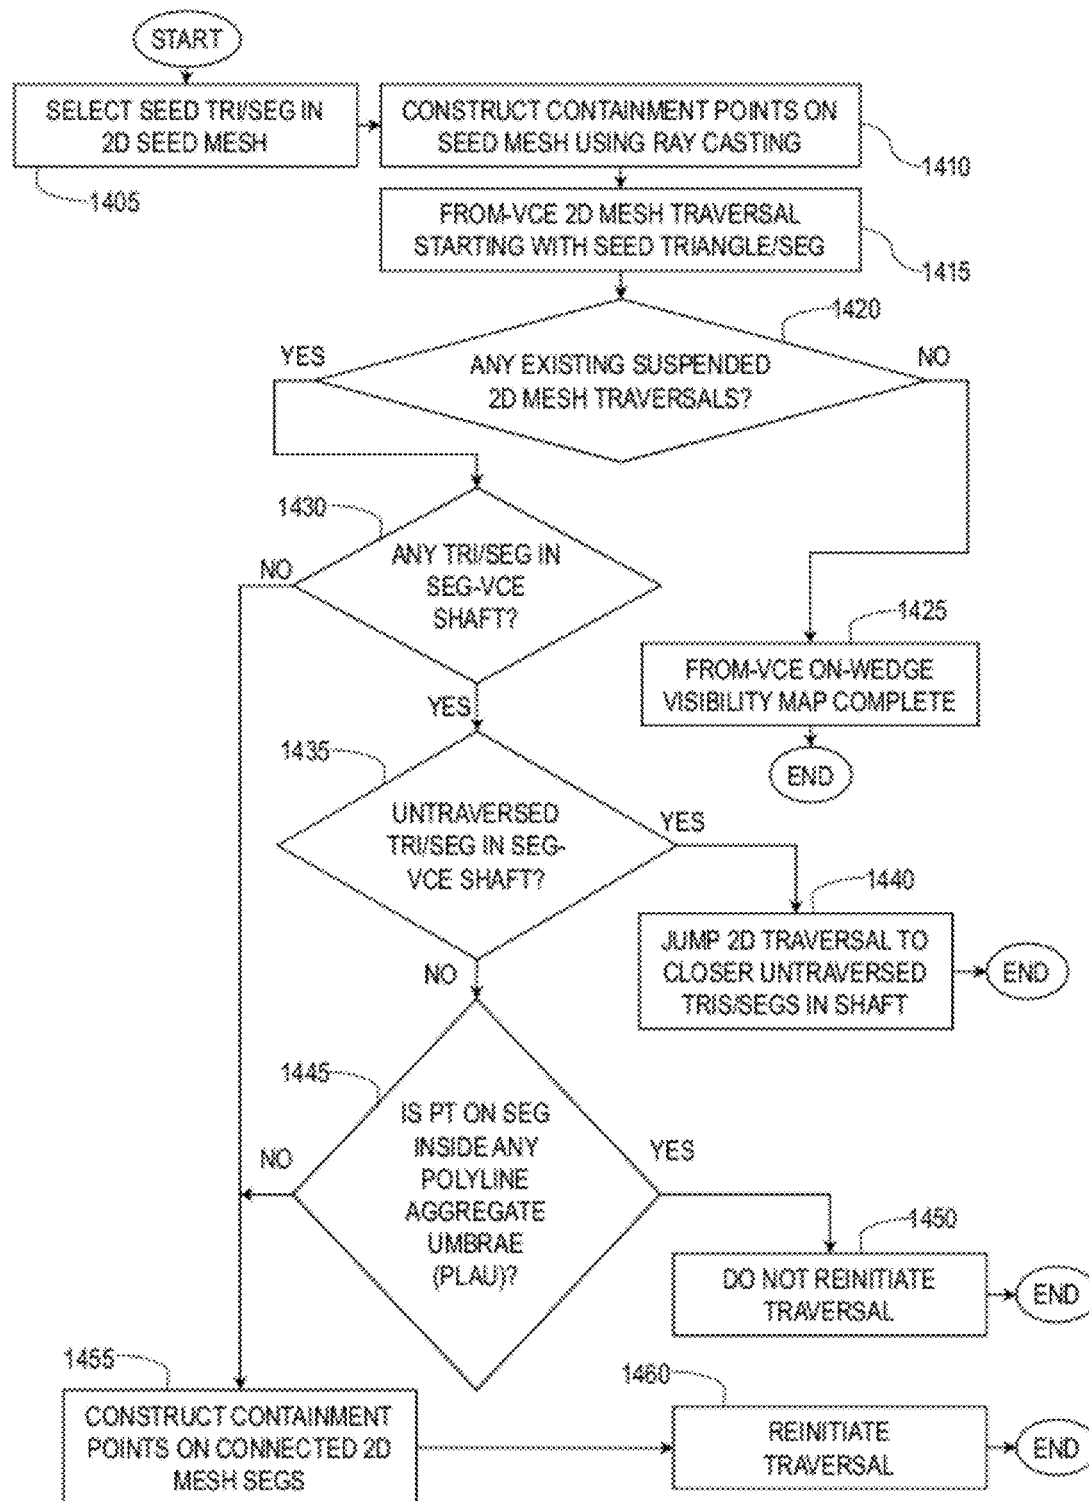 START
SELECT SEED TRI/SEG IN
2D SEED MESH
1405
CONSTRUCT CONTAINMENT POINTS ON
SEED MESH USING RAY CASTING
1410
FROM-VCE 2D MESH TRAVERSAL
STARTING WITH SEED TRIANGLE/SEG
1415
1420
YES
ANY EXISTING SUSPENDED
2D MESH TRAVERSALS?
NO
1430
NO
ANY TRI/SEG IN
SEG-VCE
SHAFT?
YES
1425
FROM-VCE ON-WEDGE
VISIBILITY MAP COMPLETE
END
1435
UNTRAVERSED
TRI/SEG IN SEG-
VCE SHAFT?
YES
NO
1440
JUMP 2D TRAVERSAL TO
CLOSER UNTRAVERSED
TRIS/SEGS IN SHAFT
END
1445
NO
IS PT ON SEG
INSIDE ANY
POLYLINE
AGGREGATE
UMBRAE
(PLAU)?
YES
1450
DO NOT REINITIATE
TRAVERSAL
END
1455
CONSTRUCT CONTAINMENT
POINTS ON CONNECTED 2D
MESH SEGS
1460
REINITIATE
TRAVERSAL
END